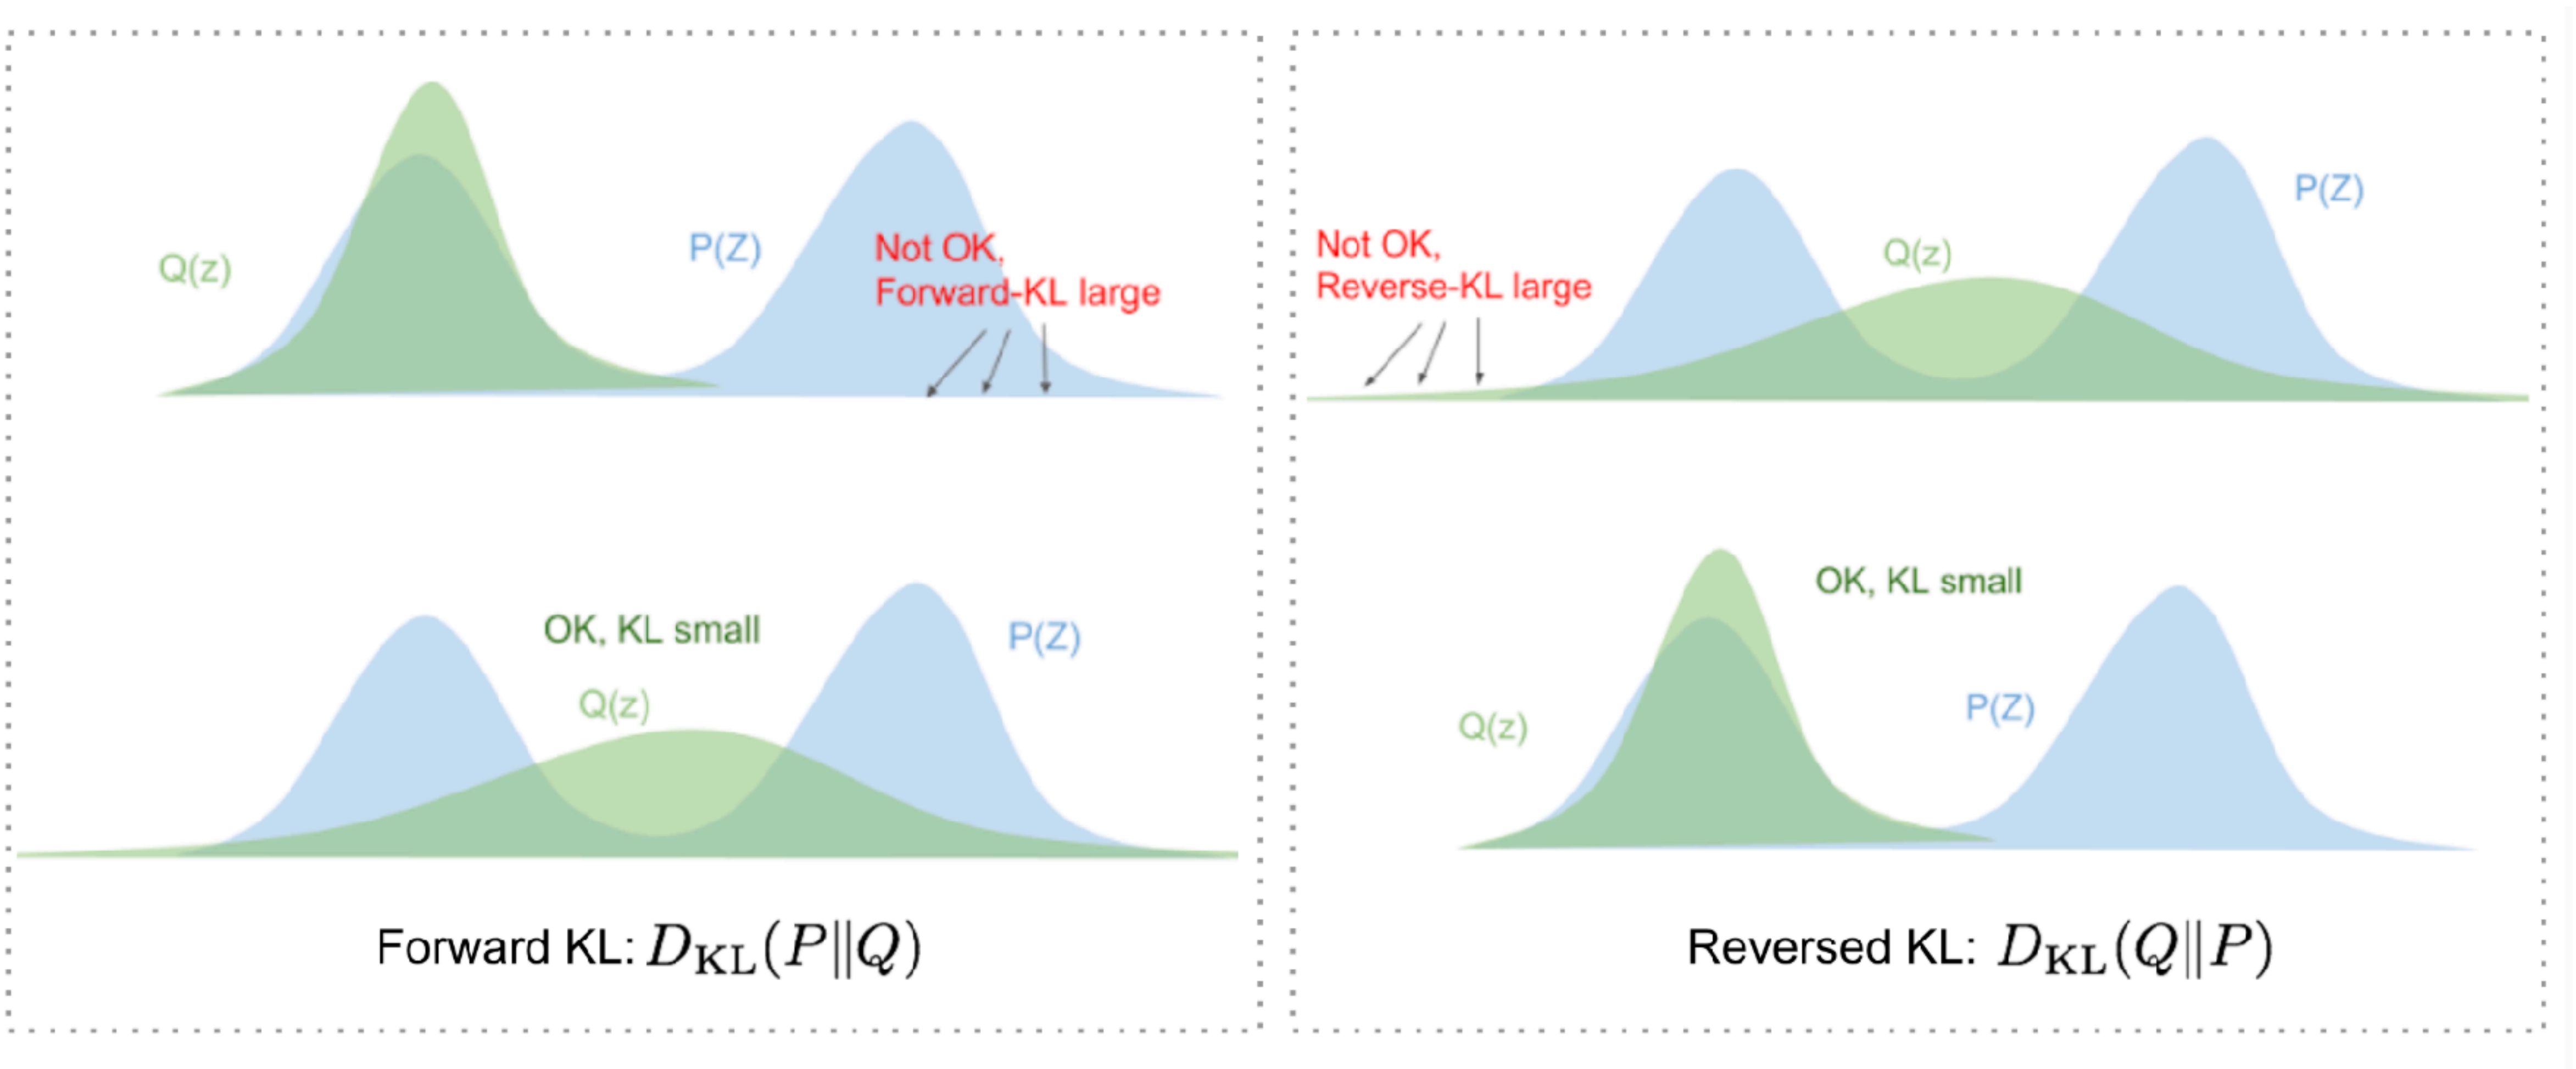 Q(z)
P(Z)
Not OK,
Forward-KL large
OK, KL small
Q(z)
P(Z)
Forward KL: D_KL(P||Q)
Not OK,
Reverse-KL large
Q(z)
P(Z)
OK, KL small
Q(z)
P(Z)
Reversed KL: D_KL(Q||P)